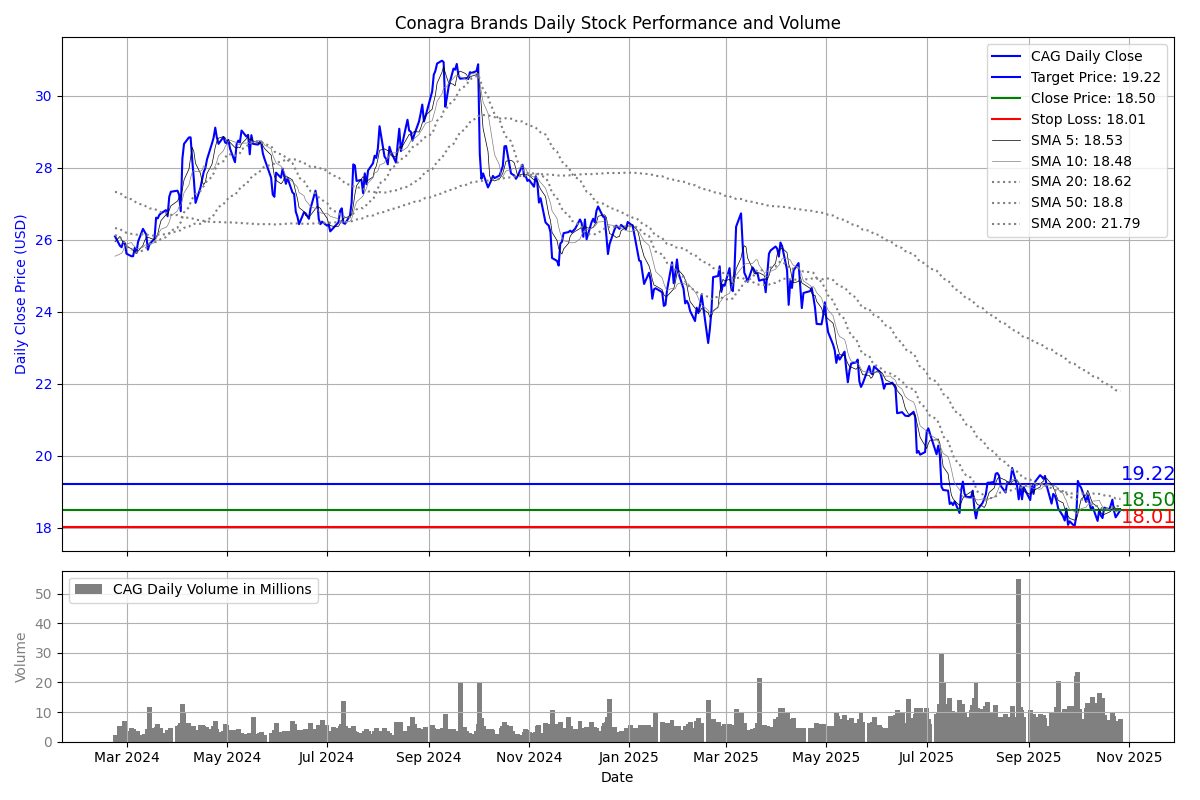 Conagra Brands Daily Stock Performance and Volume
Daily Close Price (USD)
30
28
26
24
22
20
18
CAG Daily Close
Target Price: 19.22
Close Price: 18.50
Stop Loss: 18.01
SMA 5: 18.53
SMA 10: 18.48
SMA 20: 18.62
SMA 50: 18.8
SMA 200: 21.79
19.22
18.50
18.01
CAG Daily Volume in Millions
Volume
50
40
30
20
10
0
Mar 2024 May 2024 Jul 2024 Sep 2024 Nov 2024 Jan 2025 Mar 2025 May 2025 Jul 2025 Sep 2025 Nov 2025
Date